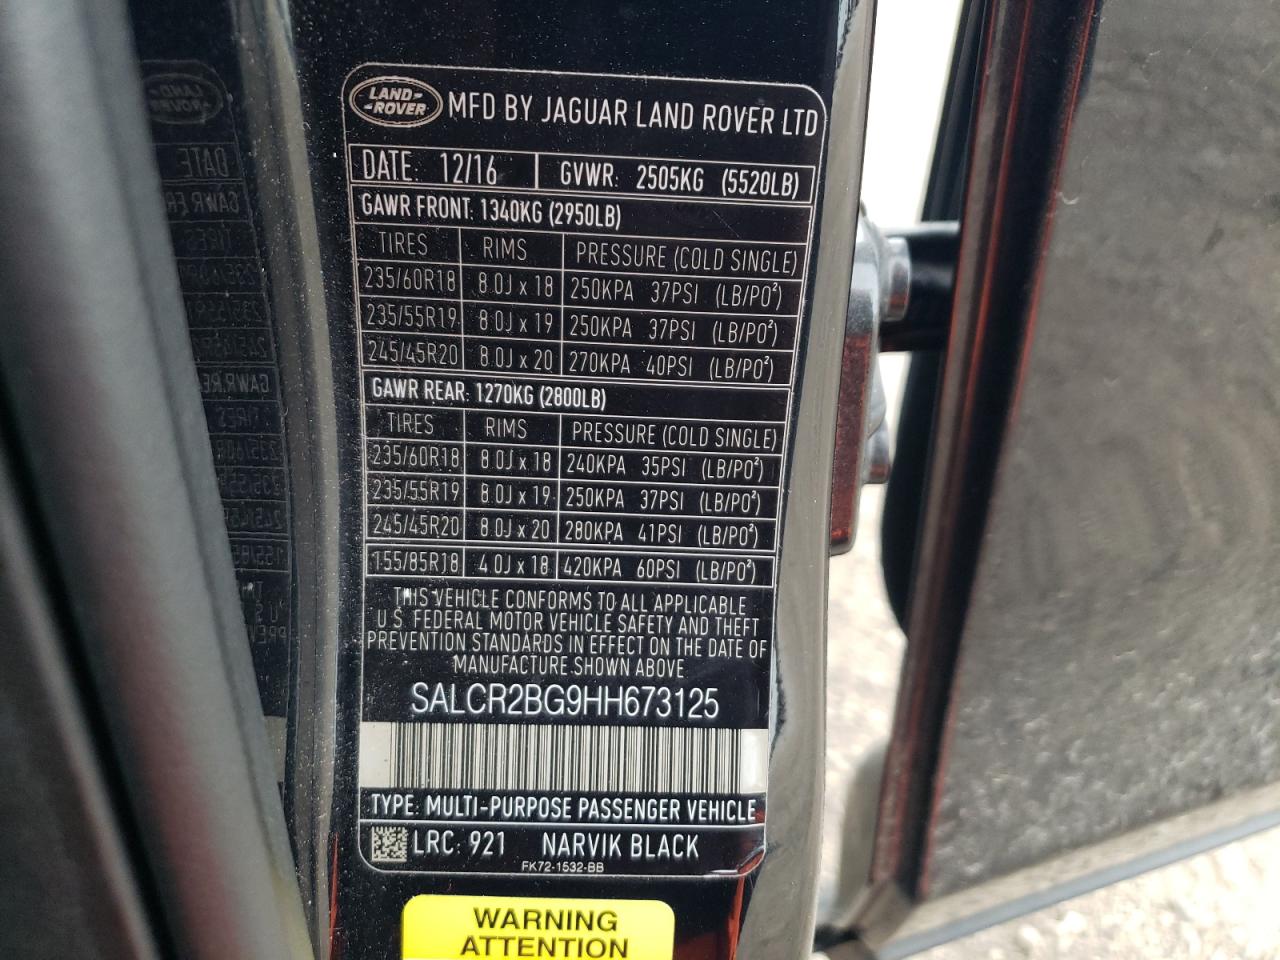 LAND-
-ROVER
MFD BY JAGUAR LAND ROVER LTD
DATE: 12/16 GVWR: 2505KG (5520LB)
GAWR FRONT: 1340KG (2950LB)
TIRES RIMS PRESSURE (COLD SINGLE)
235/60R18 8.0J x 18 250KPA 37PSI (LB/PO²)
235/55R19 8.0J x 19 250KPA 37PSI (LB/PO²)
245/45R20 8.0J x 20 270KPA 40PSI (LB/PO²)
GAWR REAR: 1270KG (2800LB)
TIRES RIMS PRESSURE (COLD SINGLE)
235/60R18 8.0J x 18 240KPA 35PSI (LB/PO²)
235/55R19 8.0J x 19 250KPA 37PSI (LB/PO²)
245/45R20 8.0J x 20 280KPA 41PSI (LB/PO²)
155/85R18 4.0J x 18 420KPA 60PSI (LB/PO²)
THIS VEHICLE CONFORMS TO ALL APPLICABLE
U.S. FEDERAL MOTOR VEHICLE SAFETY AND THEFT
PREVENTION STANDARDS IN EFFECT ON THE DATE OF
MANUFACTURE SHOWN ABOVE
SALCR2BG9HH673125
TYPE: MULTI-PURPOSE PASSENGER VEHICLE
LRC: 921 NARVIK BLACK
FK72-1532-BB
WARNING
ATTENTION